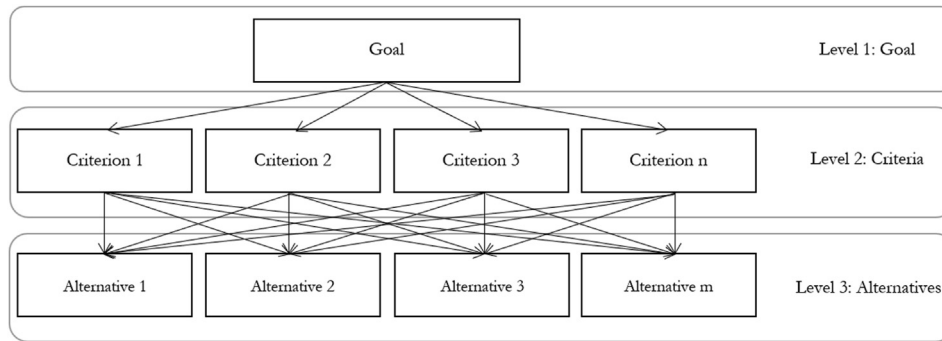 Goal
Level 1: Goal
Criterion 1
Criterion 2
Criterion 3
Criterion n
Level 2: Criteria
Alternative 1
Alternative 2
Alternative 3
Alternative m
Level 3: Alternatives